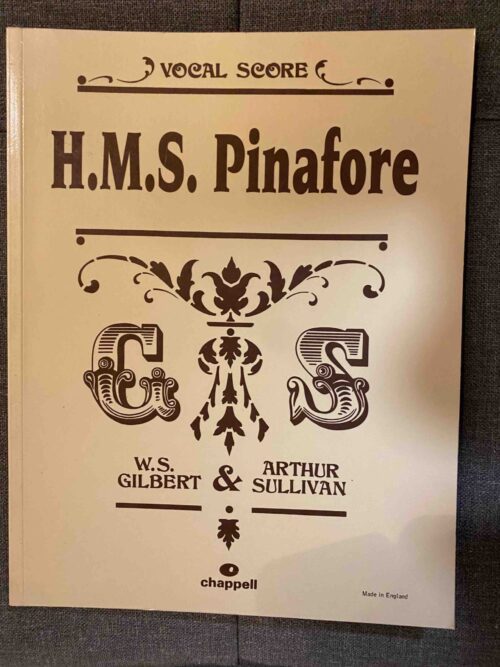 VOCAL SCORE
H.M.S. Pinafore
G S
W.S. GILBERT & ARTHUR SULLIVAN
chappell
Made in England